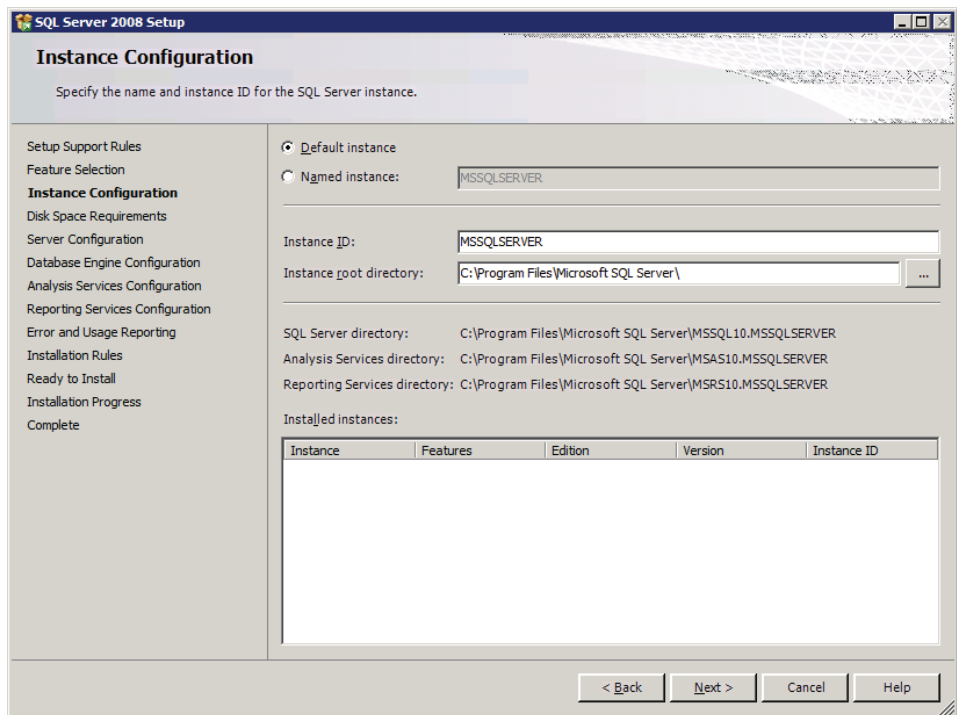 SQL Server 2008 Setup
Instance Configuration
Specify the name and instance ID for the SQL Server instance.
Setup Support Rules
Feature Selection
Instance Configuration
Disk Space Requirements
Server Configuration
Database Engine Configuration
Analysis Services Configuration
Reporting Services Configuration
Error and Usage Reporting
Installation Rules
Ready to Install
Installation Progress
Complete
Default instance
Named instance: MSSQLSERVER
Instance ID: MSSQLSERVER
Instance root directory: C:\Program Files\Microsoft SQL Server\ ...
SQL Server directory: C:\Program Files\Microsoft SQL Server\MSSQL10.MSSQLSERVER
Analysis Services directory: C:\Program Files\Microsoft SQL Server\MSAS10.MSSQLSERVER
Reporting Services directory: C:\Program Files\Microsoft SQL Server\MSRS10.MSSQLSERVER
Installed instances:
Instance Features Edition Version Instance ID
< Back Next > Cancel Help